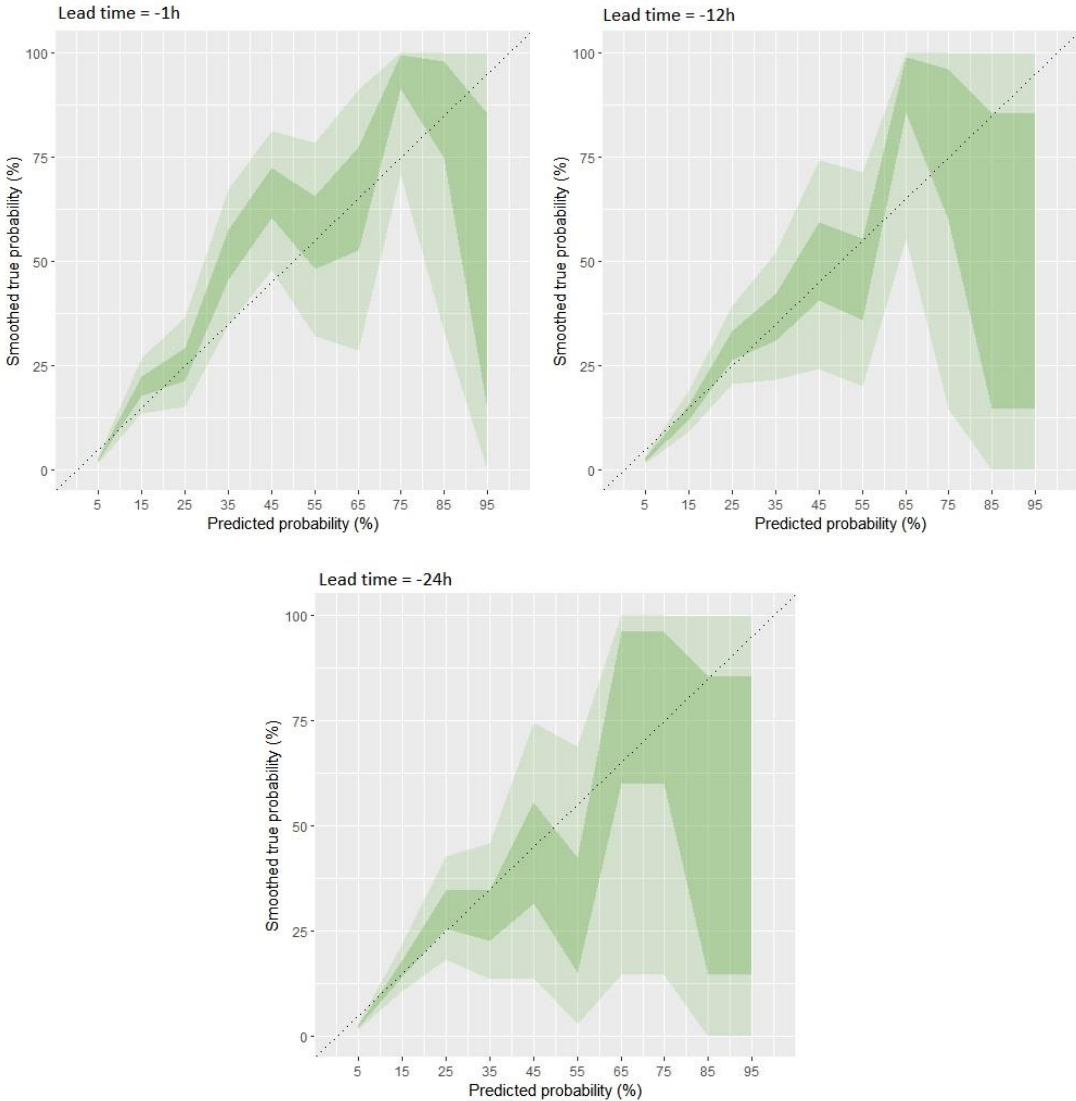 Lead time = -1h
100
75
50
25
0
Smoothed true probability (%)
5 15 25 35 45 55 65 75 85 95
Predicted probability (%)
Lead time = -12h
100
75
50
25
0
Smoothed true probability (%)
5 15 25 35 45 55 65 75 85 95
Predicted probability (%)
Lead time = -24h
100
75
50
25
0
Smoothed true probability (%)
5 15 25 35 45 55 65 75 85 95
Predicted probability (%)